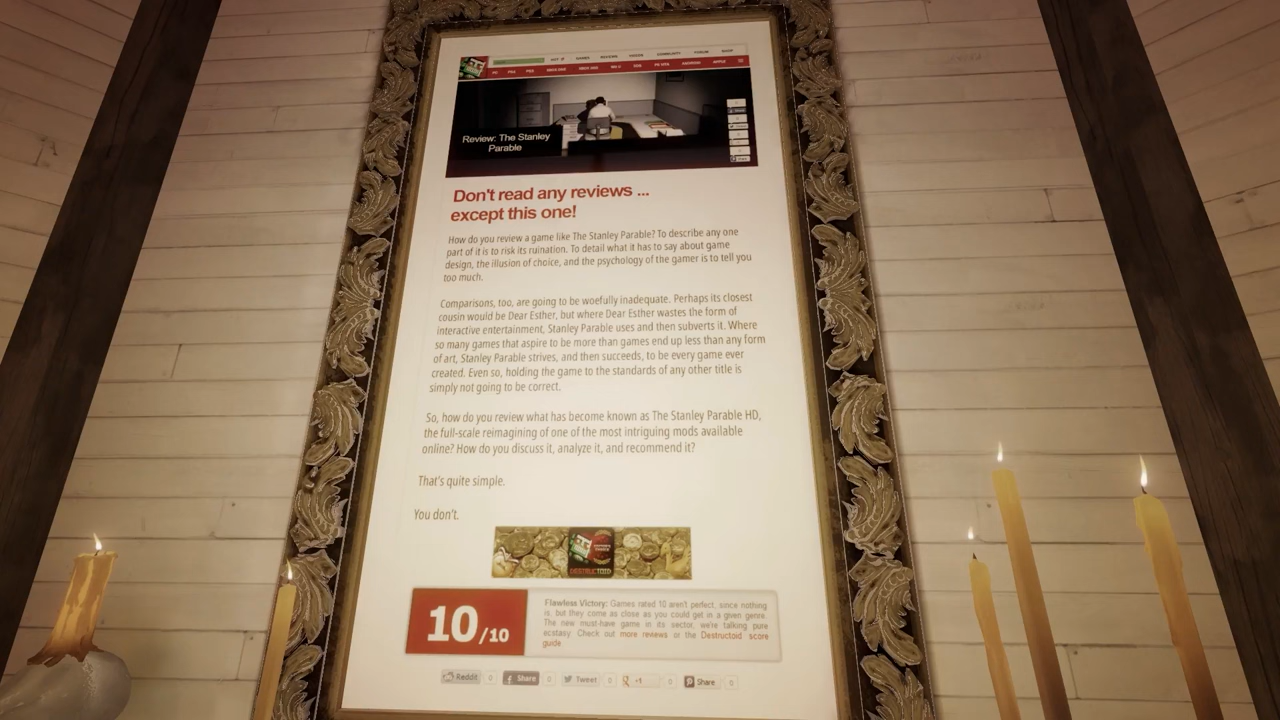 Review: The Stanley
Parable
Don't read any reviews ...
except this one!
How do you review a game like The Stanley Parable? To describe any one
part of it is to risk its ruination. To detail what it has to say about game
design, the illusion of choice, and the psychology of the gamer is to tell you
too much.
Comparisons, too, are going to be woefully inadequate. Perhaps its closest
cousin would be Dear Esther, but where Dear Esther wastes the form of
interactive entertainment, Stanley Parable uses and then subverts it. Where
so many games that aspire to be more than games end up less than any form
of art, Stanley Parable strives, and then succeeds, to be every game ever
created. Even so, holding the game to the standards of any other title is
simply not going to be correct.
So, how do you review what has become known as The Stanley Parable HD,
the full-scale reimagining of one of the most intriguing mods available
online? How do you discuss it, analyze it, and recommend it?
That's quite simple.
You don't.
DESTRUCTOID
10/10
Flawless Victory: Games rated 10 aren't perfect, since nothing
is, but they come as close as you could get in a given genre.
The new must-have game in its sector, we're talking pure
ecstasy. Check out more reviews or the Destructoid score
guide
Reddit 0 Share 0 Tweet 0 +1 0 Share 0